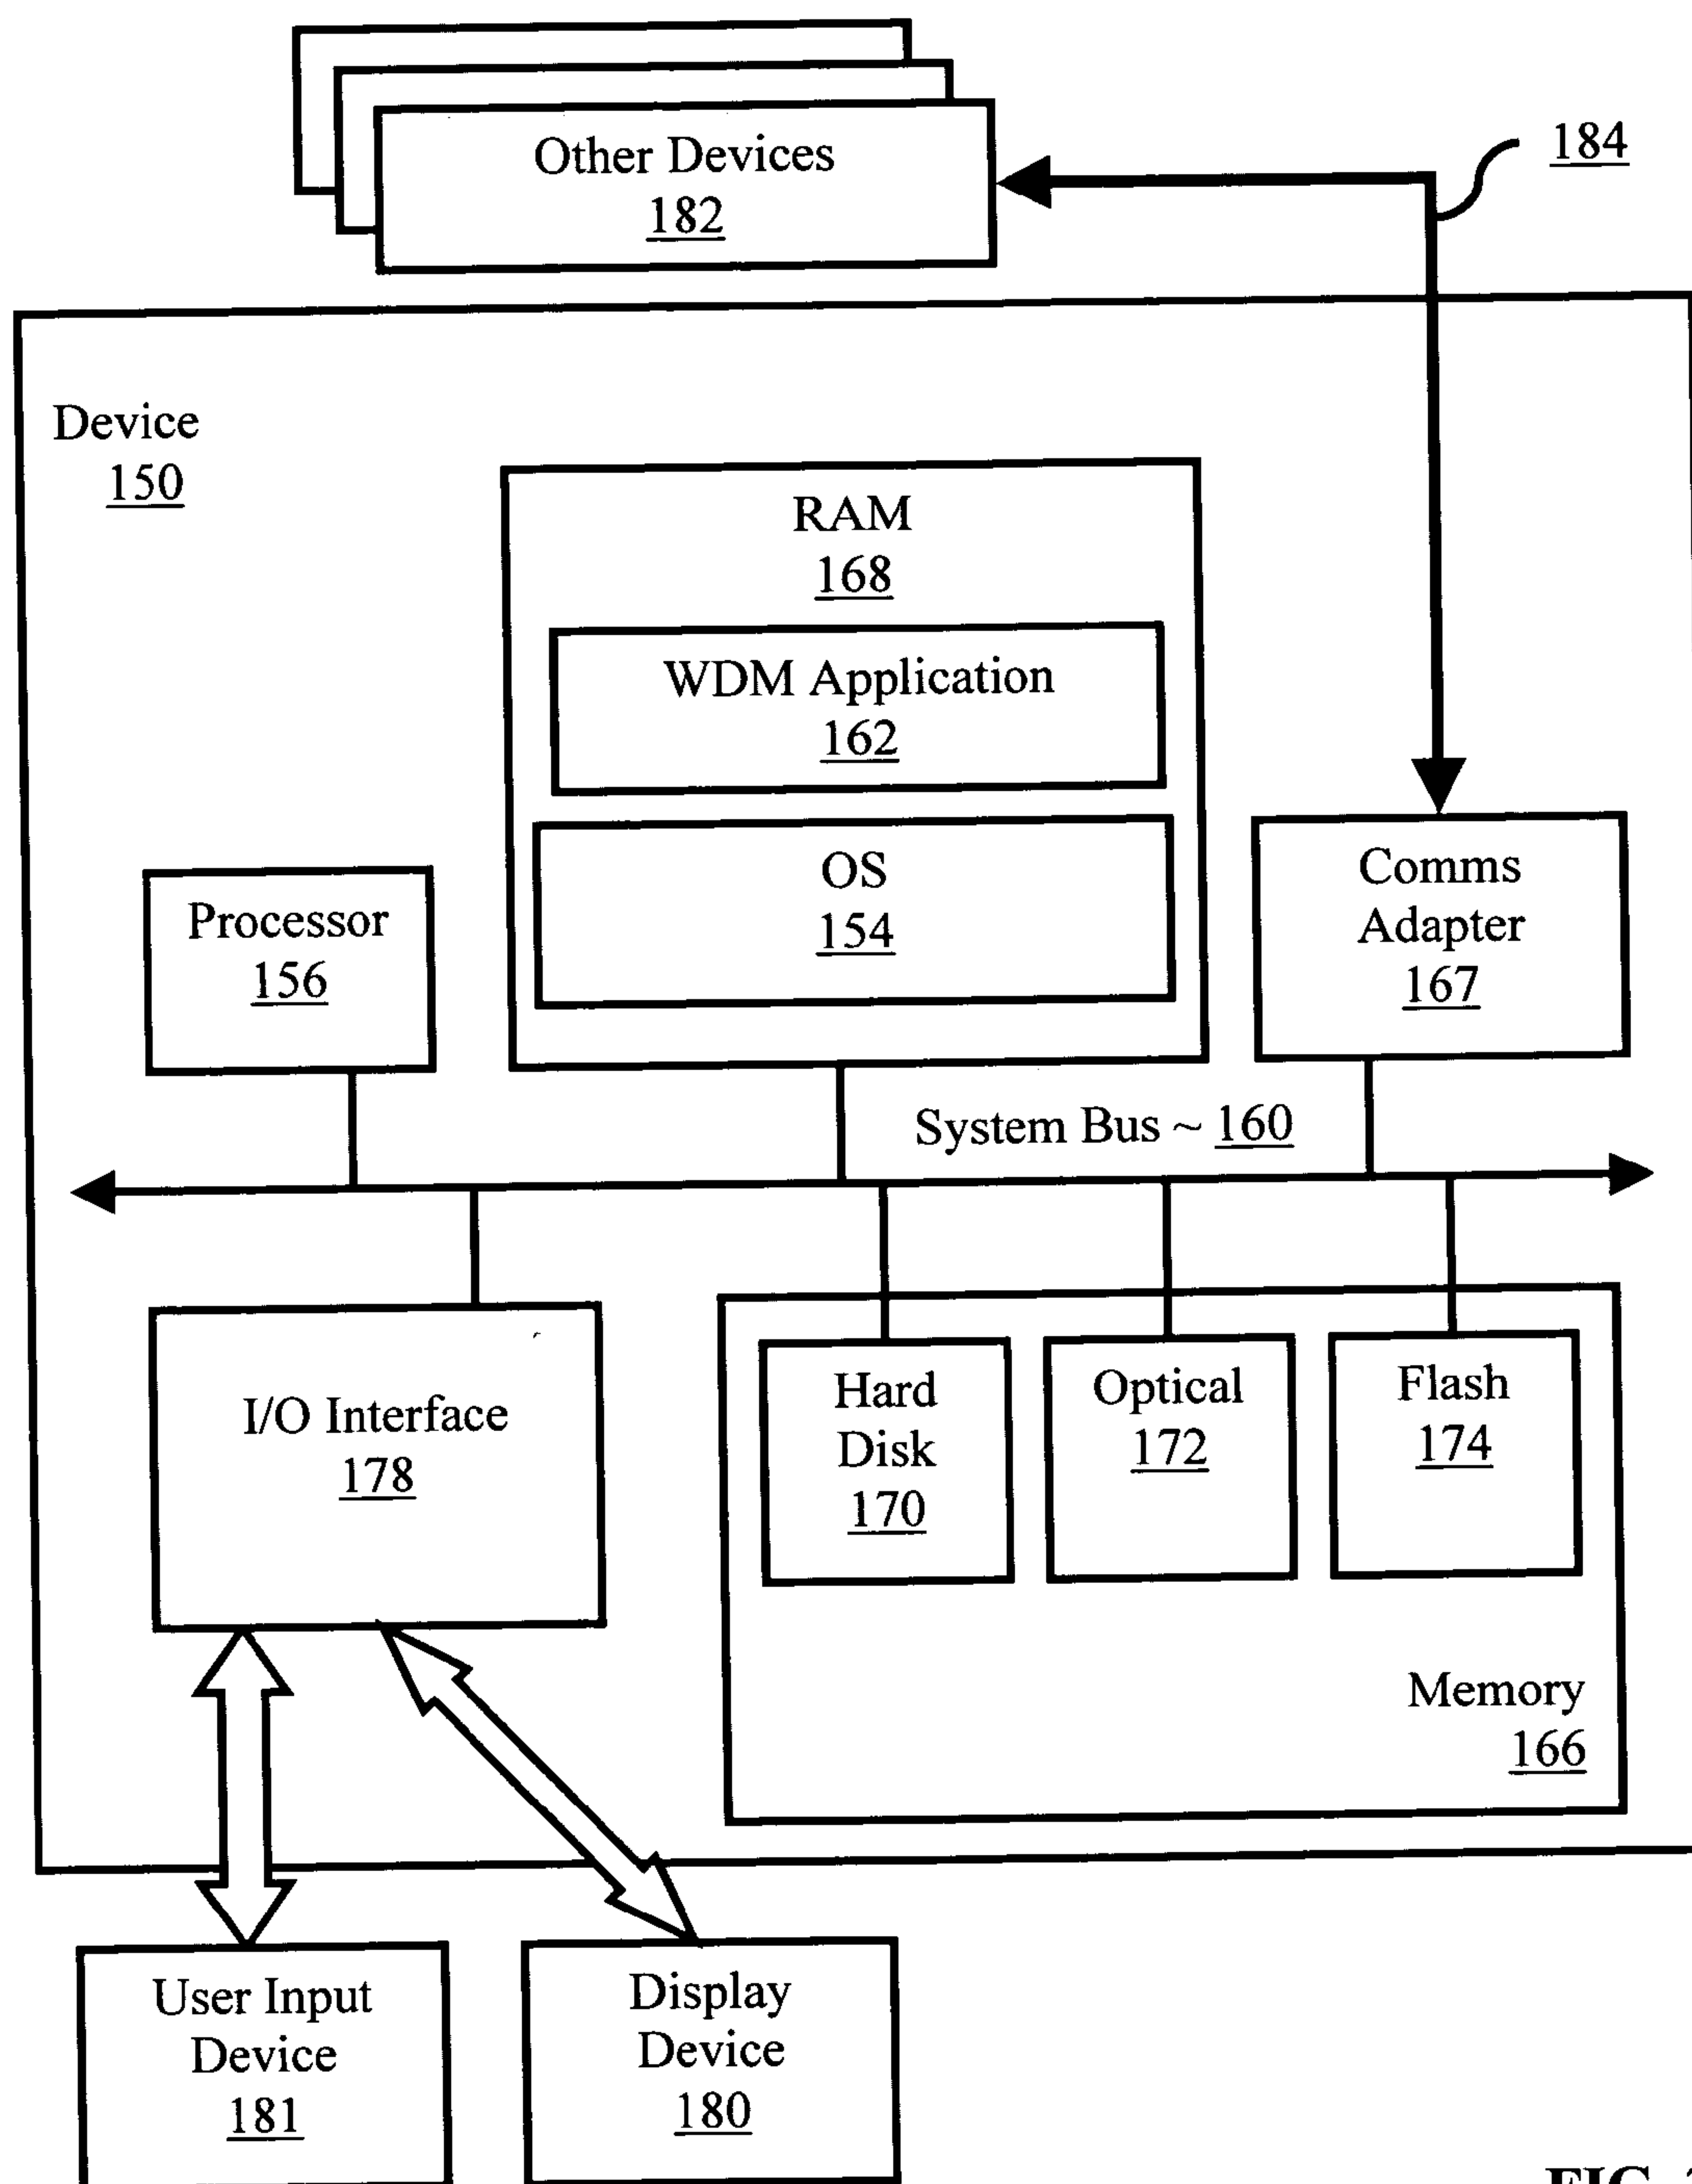 Other Devices
182
184
Device
150
RAM
168
WDM Application
162
OS
154
Processor
156
Comms
Adapter
167
System Bus ~ 160
I/O Interface
178
Hard
Disk
170
Optical
172
Flash
174
Memory
166
User Input
Device
181
Display
Device
180
FIG.